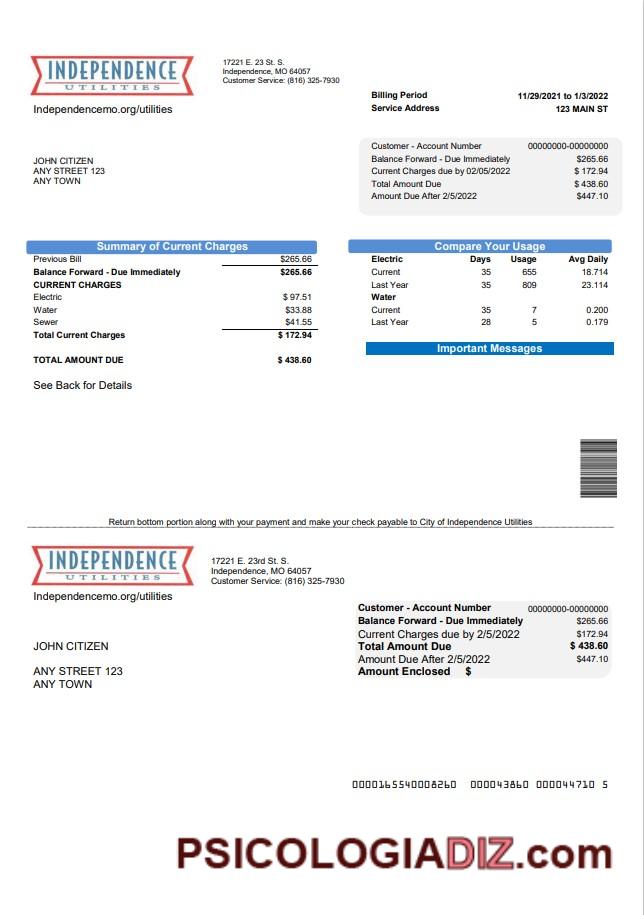 INDEPENDENCE
UTILITIES
Independencemo.org/utilities
17221 E. 23 St. S.
Independence, MO 64057
Customer Service: (816) 325-7930
Billing Period 11/29/2021 to 1/3/2022
Service Address 123 MAIN ST
JOHN CITIZEN
ANY STREET 123
ANY TOWN
Customer - Account Number 00000000-00000000
Balance Forward - Due Immediately $265.66
Current Charges due by 02/05/2022 $ 172.94
Total Amount Due $ 438.60
Amount Due After 2/5/2022 $447.10
Summary of Current Charges
Previous Bill $265.66
Balance Forward - Due Immediately $265.66
CURRENT CHARGES
Electric $ 97.51
Water $33.88
Sewer $41.55
Total Current Charges $ 172.94
TOTAL AMOUNT DUE $ 438.60
See Back for Details
Compare Your Usage
Electric Days Usage Avg Daily
Current 35 655 18.714
Last Year 35 809 23.114
Water
Current 35 7 0.200
Last Year 28 5 0.179
Important Messages
Return bottom portion along with your payment and make your check payable to City of Independence Utilities
INDEPENDENCE
UTILITIES
Independencemo.org/utilities
17221 E. 23rd St. S.
Independence, MO 64057
Customer Service: (816) 325-7930
JOHN CITIZEN
ANY STREET 123
ANY TOWN
Customer - Account Number 00000000-00000000
Balance Forward - Due Immediately $265.66
Current Charges due by 2/5/2022 $172.94
Total Amount Due $ 438.60
Amount Due After 2/5/2022 $447.10
Amount Enclosed $
0000165540008260 000043860 000044710 5
PSICOLOGIADIZ.com